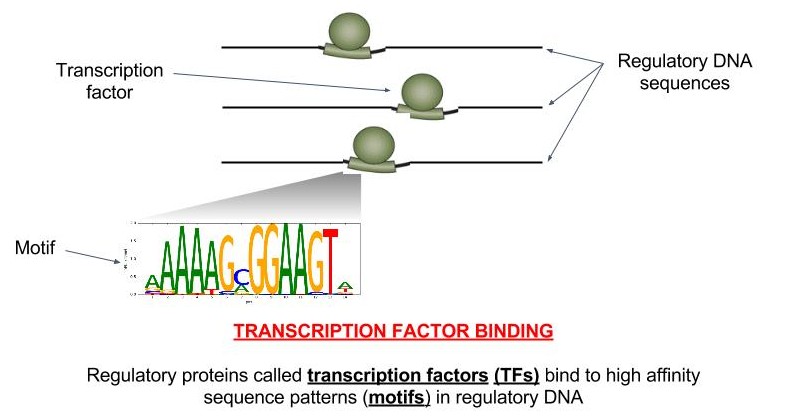 Transcription
factor
Regulatory DNA
sequences
Motif
AAAAAGCGGAAGTA
TRANSCRIPTION FACTOR BINDING
Regulatory proteins called transcription factors (TFs) bind to high affinity
sequence patterns (motifs) in regulatory DNA